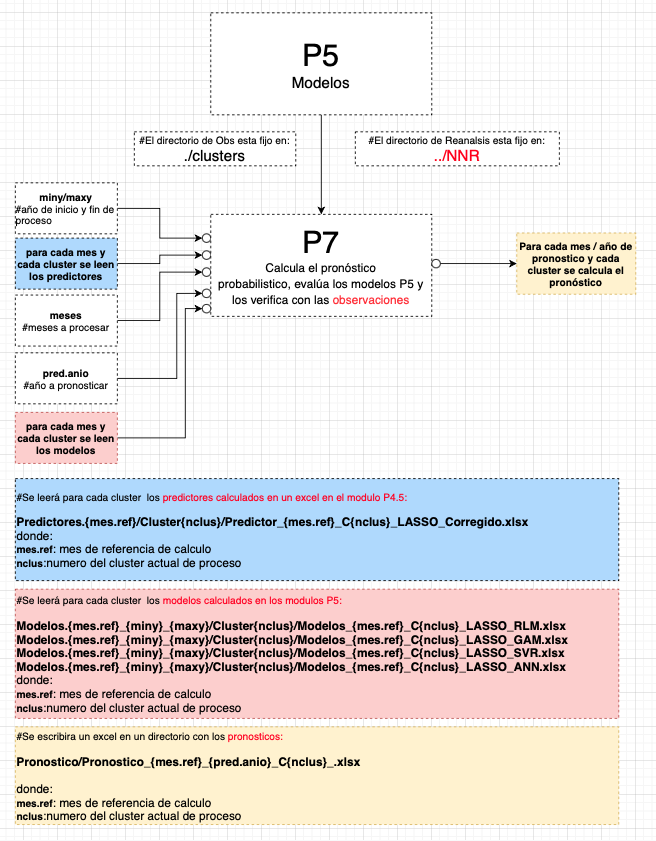 P5
Modelos
#El directorio de Obs esta fijo en:
./clusters
#El directorio de Reanalsis esta fijo en:
../NNR
miny/maxy
#año de inicio y fin de
proceso
para cada mes y
cada cluster se leen
los predictores
meses
#meses a procesar
pred.anio
#año a pronosticar
para cada mes y
cada cluster se leen
los modelos
P7
Calcula el pronóstico
probabilistico, evalúa los modelos P5 y
los verifica con las observaciones
Para cada mes / año de
pronostico y cada
cluster se calcula el
pronóstico
#Se leerá para cada cluster los predictores calculados en un excel en el modulo P4.5:
Predictores.{mes.ref}/Cluster{nclus}/Predictor_{mes.ref}_C{nclus}_LASSO_Corregido.xlsx
donde:
mes.ref: mes de referencia de calculo
nclus:numero del cluster actual de proceso
#Se leerá para cada cluster los modelos calculados en los modulos P5:
Modelos.{mes.ref}_{miny}_{maxy}/Cluster{nclus}/Modelos_{mes.ref}_C{nclus}_LASSO_RLM.xlsx
Modelos.{mes.ref}_{miny}_{maxy}/Cluster{nclus}/Modelos_{mes.ref}_C{nclus}_LASSO_GAM.xlsx
Modelos.{mes.ref}_{miny}_{maxy}/Cluster{nclus}/Modelos_{mes.ref}_C{nclus}_LASSO_SVR.xlsx
Modelos.{mes.ref}_{miny}_{maxy}/Cluster{nclus}/Modelos_{mes.ref}_C{nclus}_LASSO_ANN.xlsx
donde:
mes.ref: mes de referencia de calculo
nclus:numero del cluster actual de proceso
#Se escribira un excel en un directorio con los pronosticos:
Pronostico/Pronostico_{mes.ref}_{pred.anio}_C{nclus}_.xlsx
donde:
mes.ref: mes de referencia de calculo
nclus:numero del cluster actual de proceso